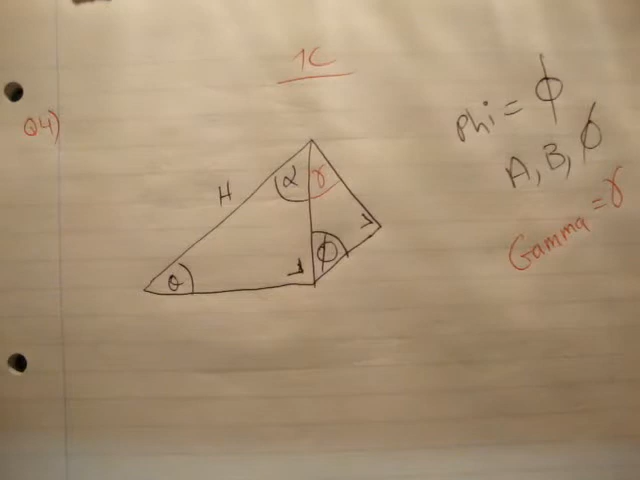 1C
Q4)
Phi = ϕ
A, B, ϕ
Gamma = γ
H
α γ
θ ϕ